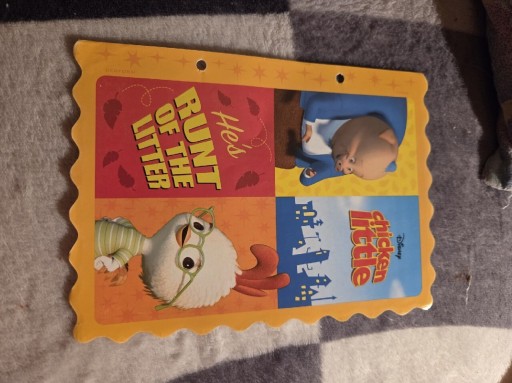 He's
RUNT
OF THE
LITTER
Disney
chicken
little